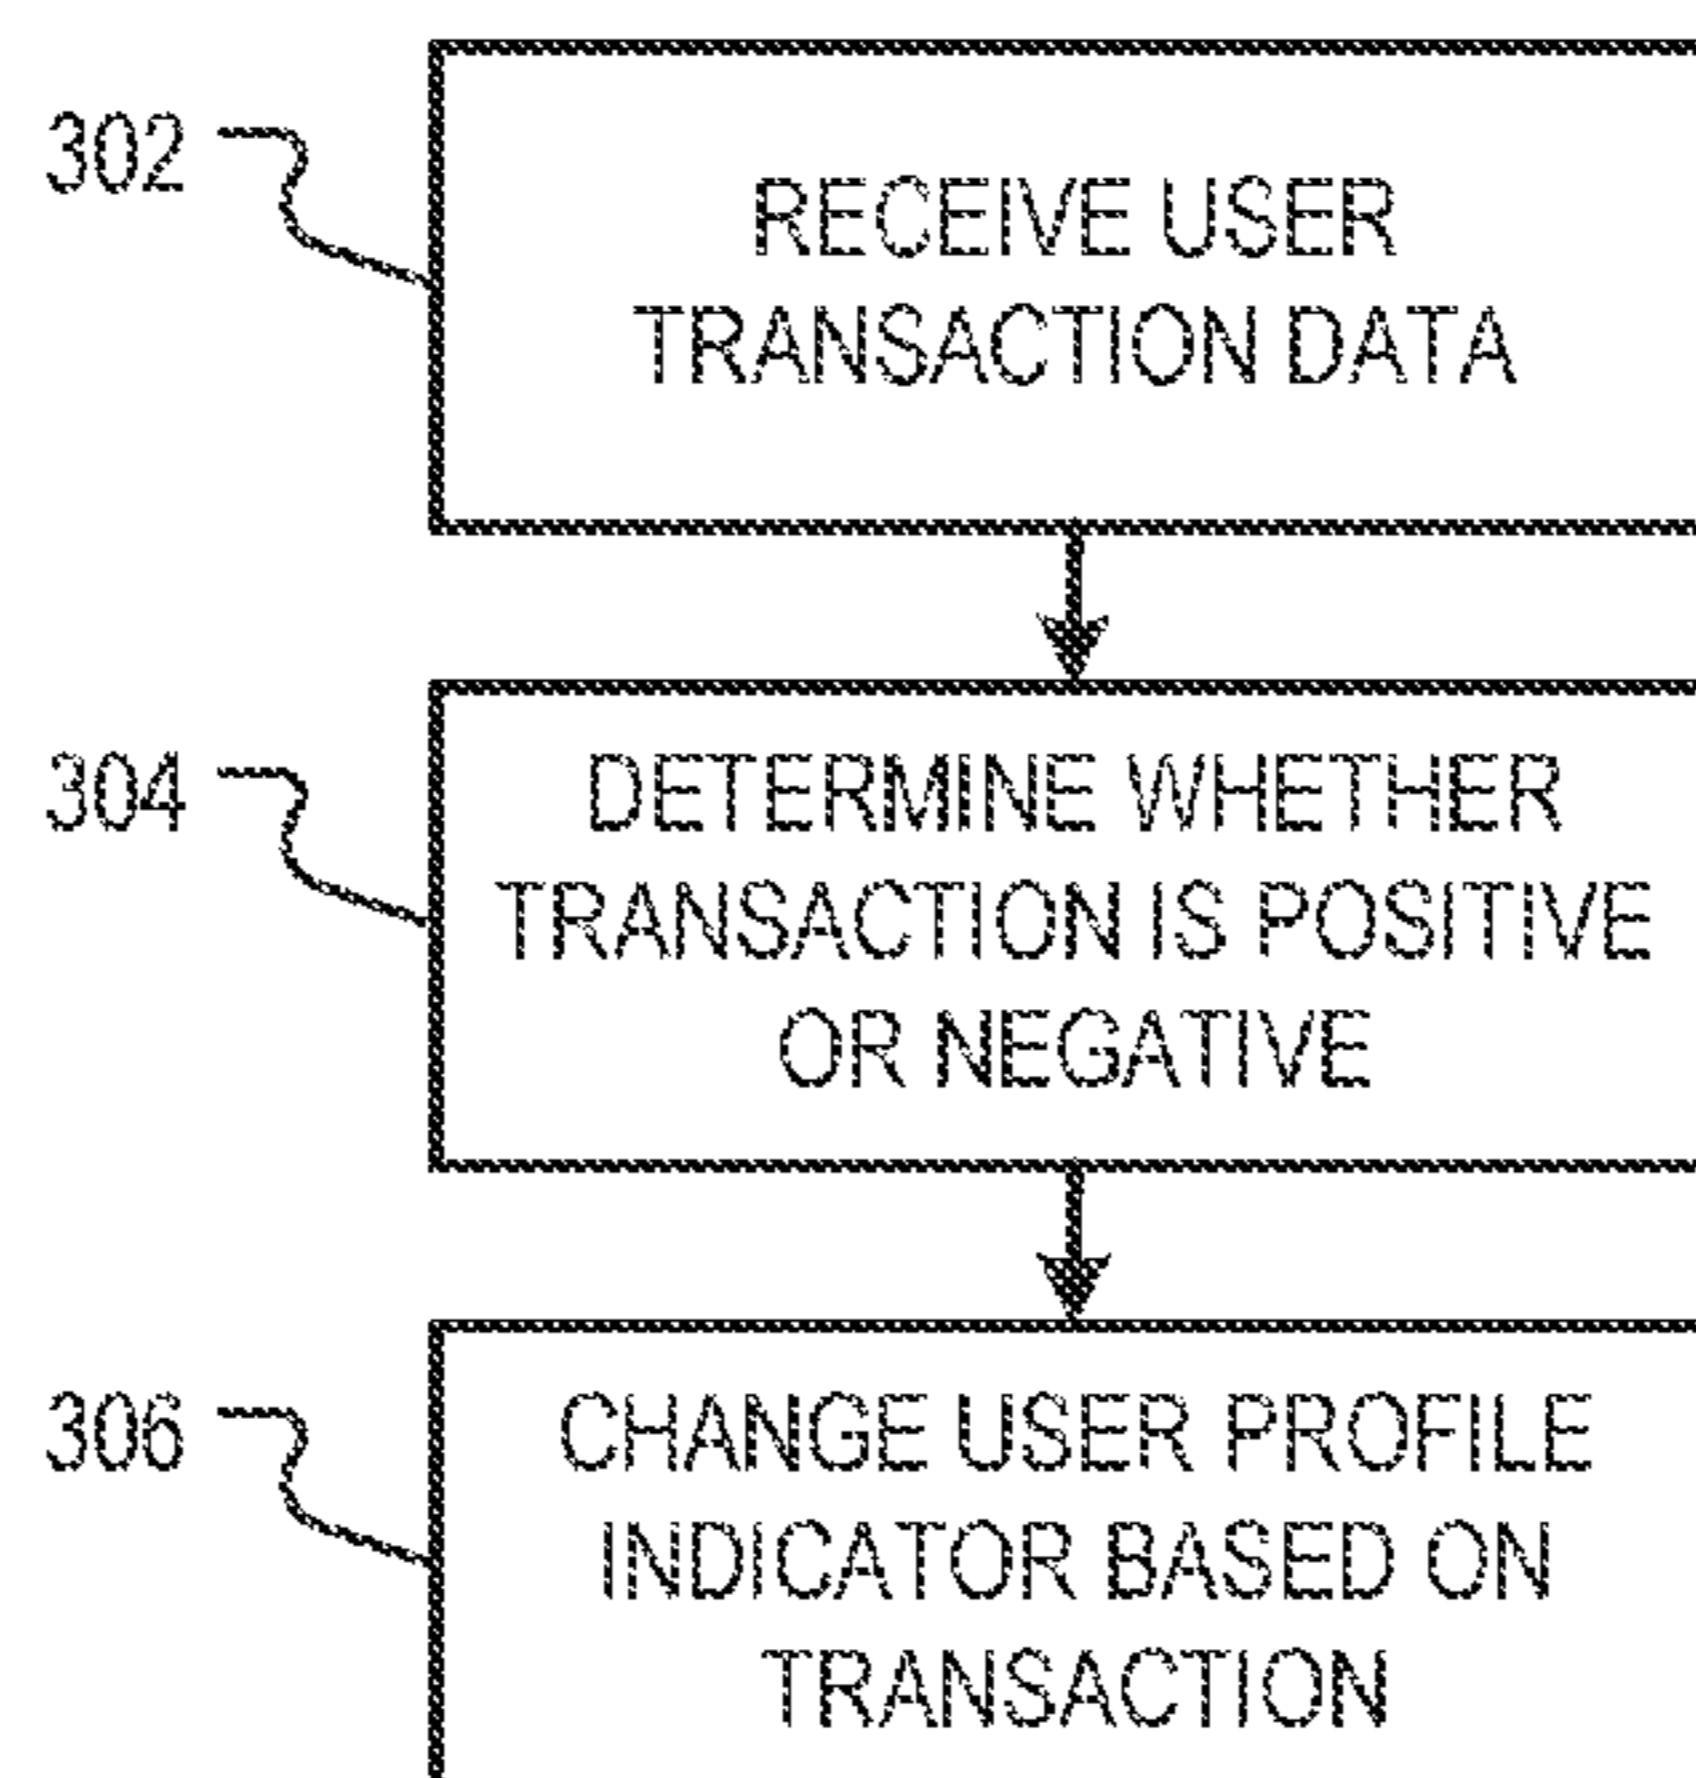 302
RECEIVE USER
TRANSACTION DATA
304
DETERMINE WHETHER
TRANSACTION IS POSITIVE
OR NEGATIVE
306
CHANGE USER PROFILE
INDICATOR BASED ON
TRANSACTION